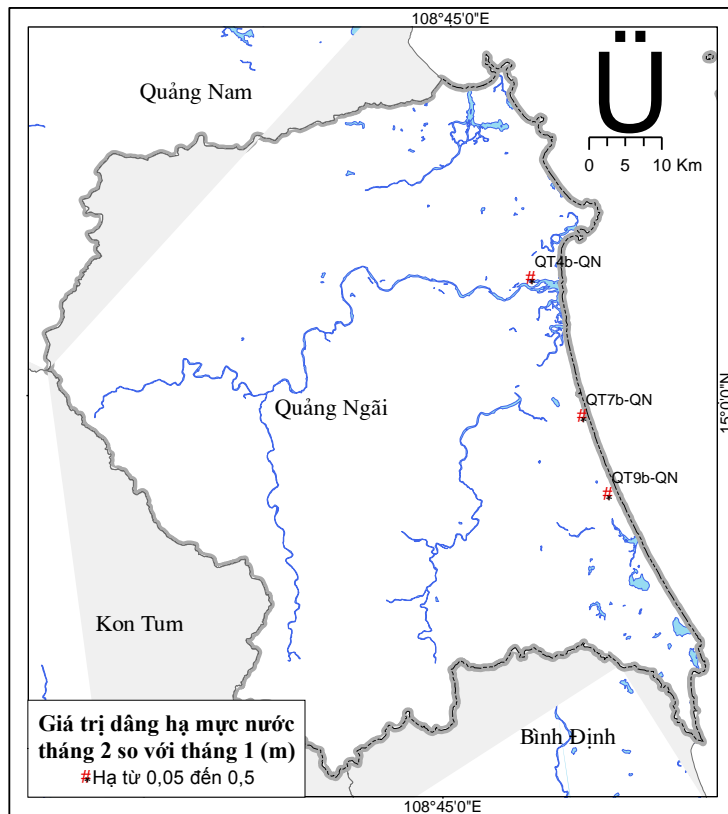 108°45'0"E
Quảng Nam
Ü
0 5 10 Km
QT4b-QN
QT7b-QN
15°0'0"N
Quảng Ngãi
QT9b-QN
Kon Tum
Bình Định
Giá trị dâng hạ mực nước
tháng 2 so với tháng 1 (m)
#Hạ từ 0,05 đến 0,5
108°45'0"E